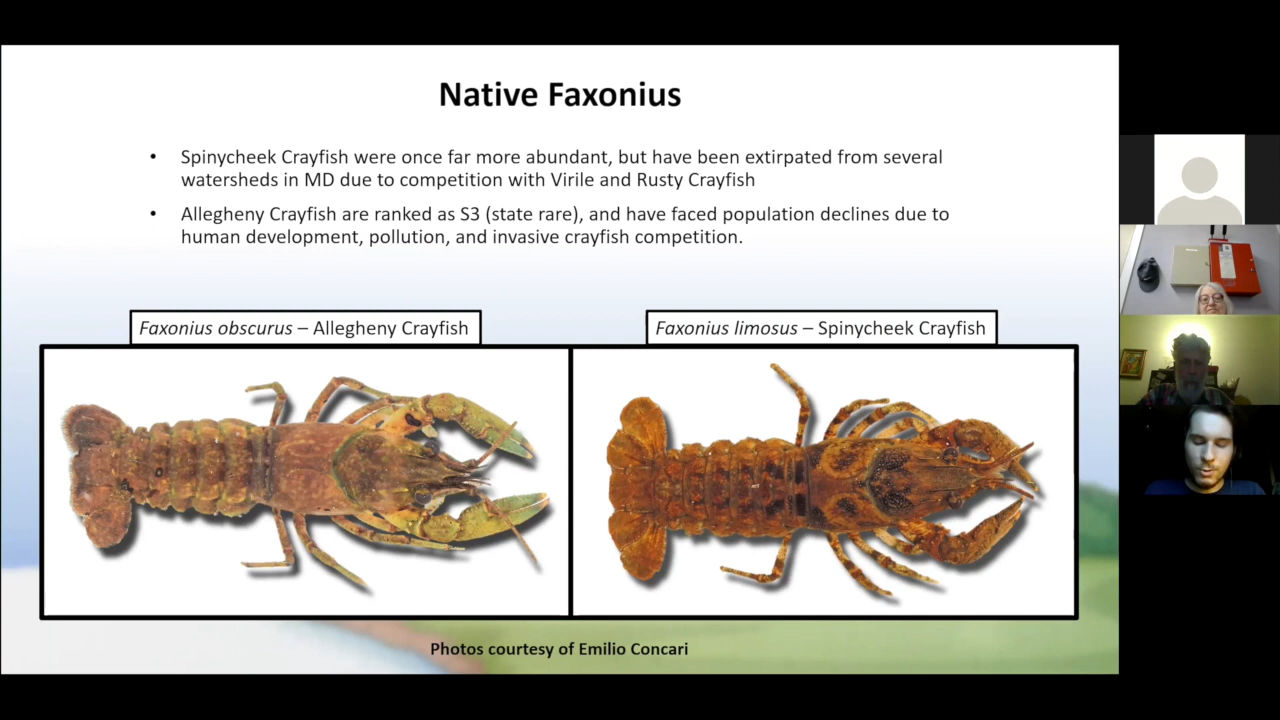 Native Faxonius
• Spinycheek Crayfish were once far more abundant, but have been extirpated from several
watersheds in MD due to competition with Virile and Rusty Crayfish
• Allegheny Crayfish are ranked as S3 (state rare), and have faced population declines due to
human development, pollution, and invasive crayfish competition.
Faxonius obscurus – Allegheny Crayfish
Faxonius limosus – Spinycheek Crayfish
Photos courtesy of Emilio Concari